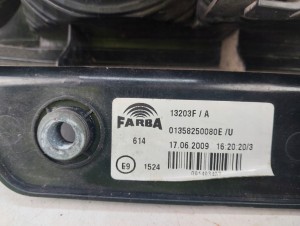 FARBA
13203F / A
01358250080E /U
614
17.06 2009 16 20.20/3
E9 1524